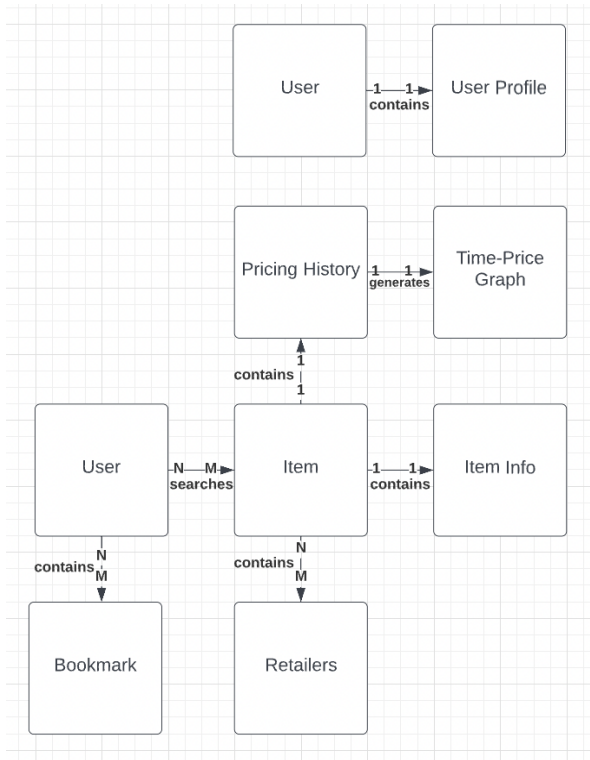 User
1 1
contains
User Profile
Pricing History
1 1
generates
Time-Price
Graph
1
contains
1
User
N M
searches
Item
1 1
contains
Item Info
N
contains
M
N
contains
M
Bookmark
Retailers